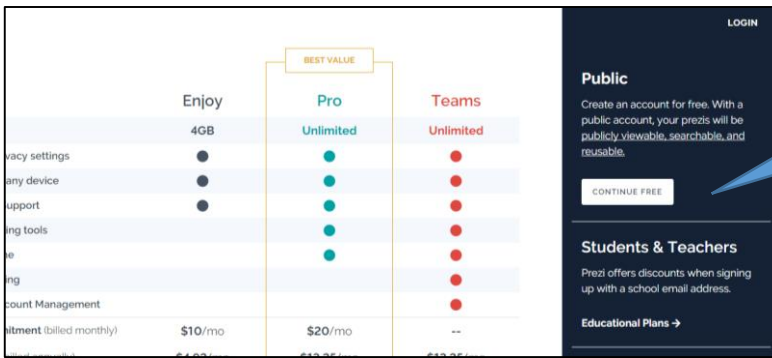 LOGIN
BEST VALUE
Enjoy Pro Teams
4GB Unlimited Unlimited
vacy settings
any device
upport
ing tools
ne
ing
count Management
itment (billed monthly) $10/mo $20/mo --
Public
Create an account for free. With a
public account, your prezis will be
publicly viewable, searchable, and
reusable.
CONTINUE FREE
Students & Teachers
Prezi offers discounts when signing
up with a school email address.
Educational Plans →